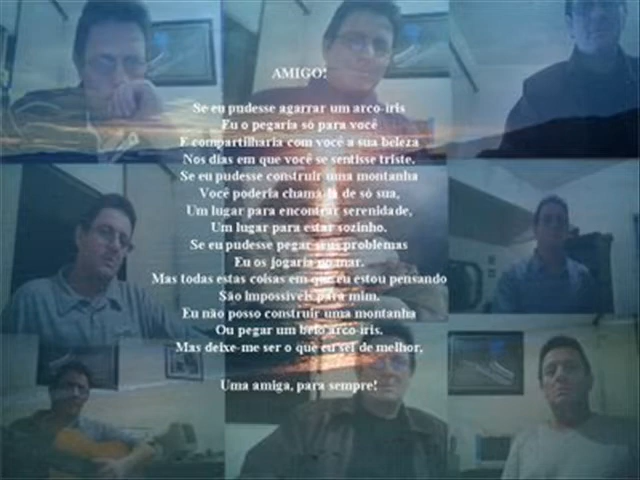 AMIGO!
Se eu pudesse agarrar um arco-íris
Eu o pegaria só para você
E compartilharia com você a sua beleza
Nos dias em que você se sentisse triste.
Se eu pudesse construir uma montanha
Você poderia chamá-la de só sua,
Um lugar para encontrar serenidade,
Um lugar para estar sozinho.
Se eu pudesse pegar seus problemas
Eu os jogaria no mar.
Mas todas estas coisas em que eu estou pensando
São impossíveis para mim.
Eu não posso construir uma montanha
Ou pegar um belo arco-íris.
Mas deixe-me ser o que eu sei de melhor,
Uma amiga, para sempre!